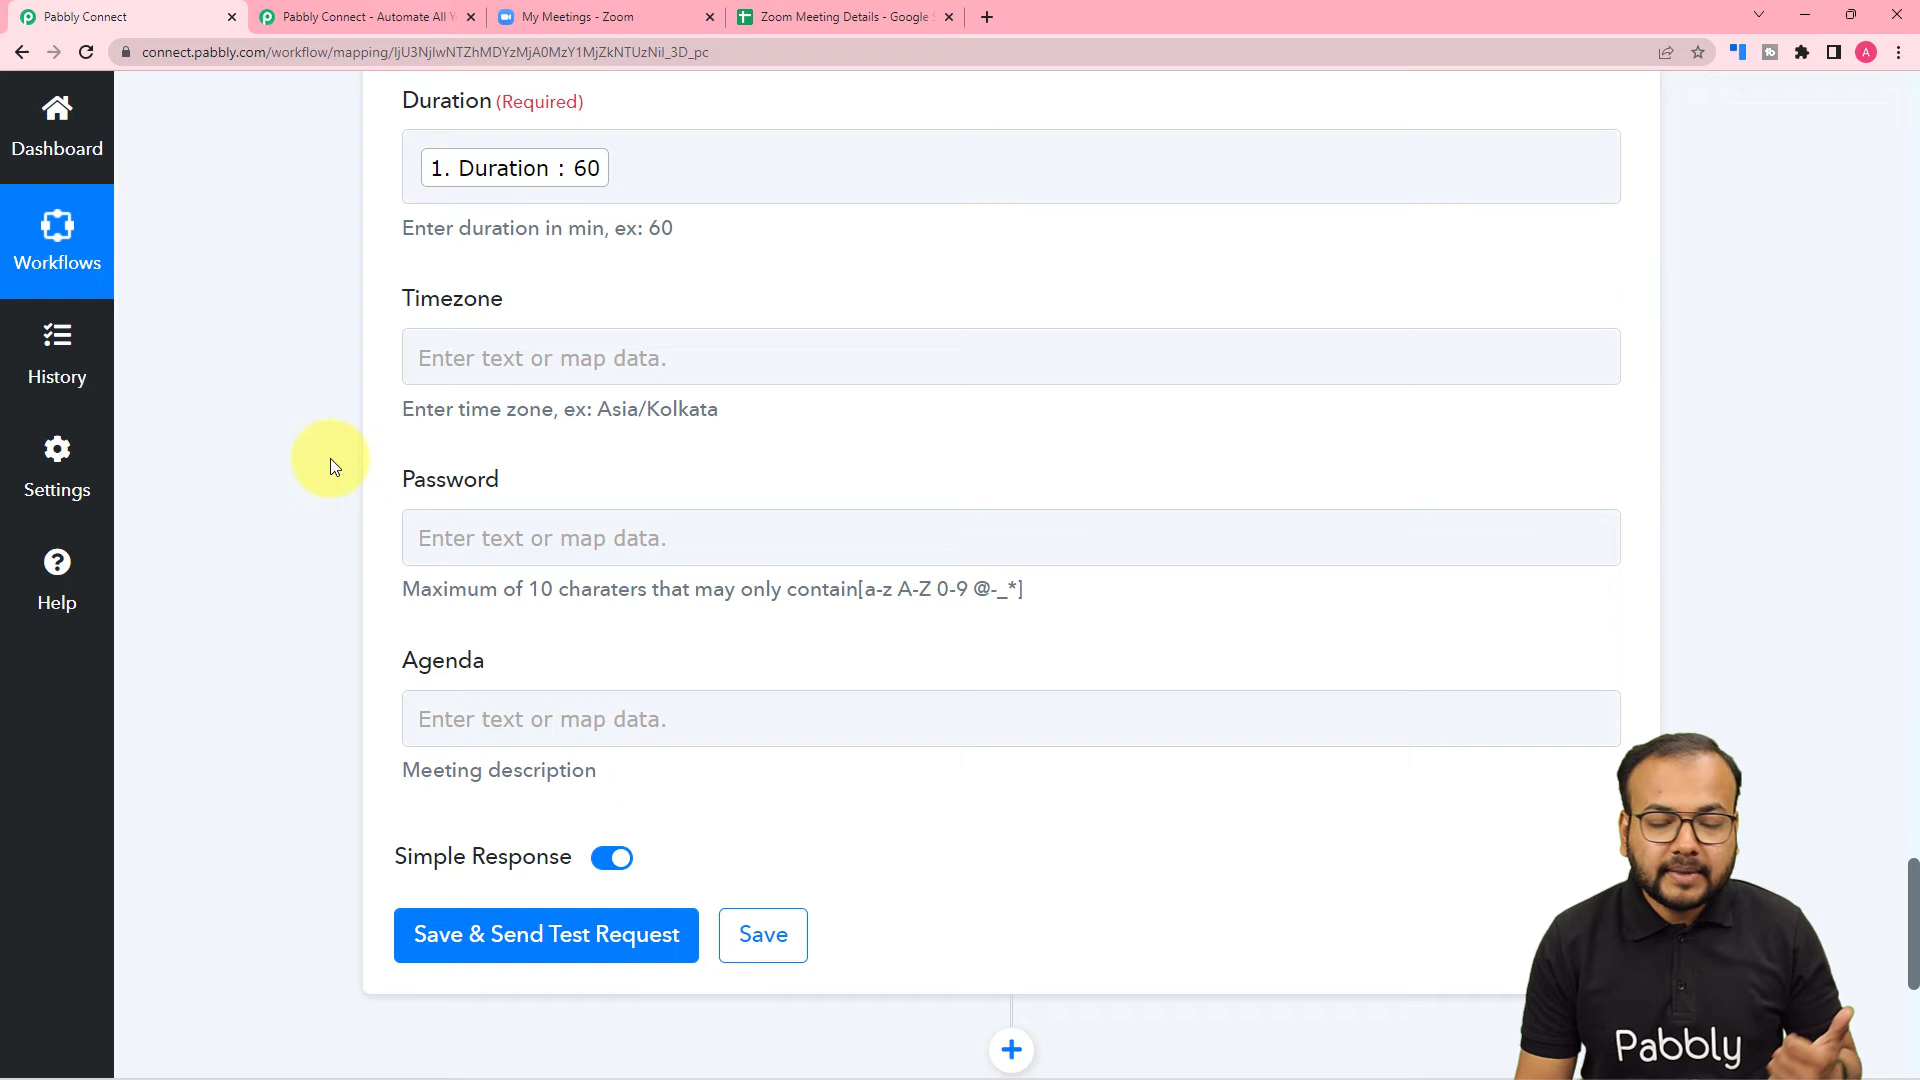 Pabbly Connect
Pabbly Connect - Automate All Y
My Meetings - Zoom
Zoom Meeting Details - Google
connect.pabbly.com/workflow/mapping/IjU3NjIwNTZhMDYzMjA0MzY1MjZkNTUzNiI_3D_pc
A
Dashboard
Workflows
History
Settings
Help
Duration (Required)
1. Duration : 60
Enter duration in min, ex: 60
Timezone
Enter text or map data.
Enter time zone, ex: Asia/Kolkata
Password
Enter text or map data.
Maximum of 10 charaters that may only contain[a-z A-Z 0-9 @-_*]
Agenda
Enter text or map data.
Meeting description
Simple Response
Save & Send Test Request
Save
Pabbly